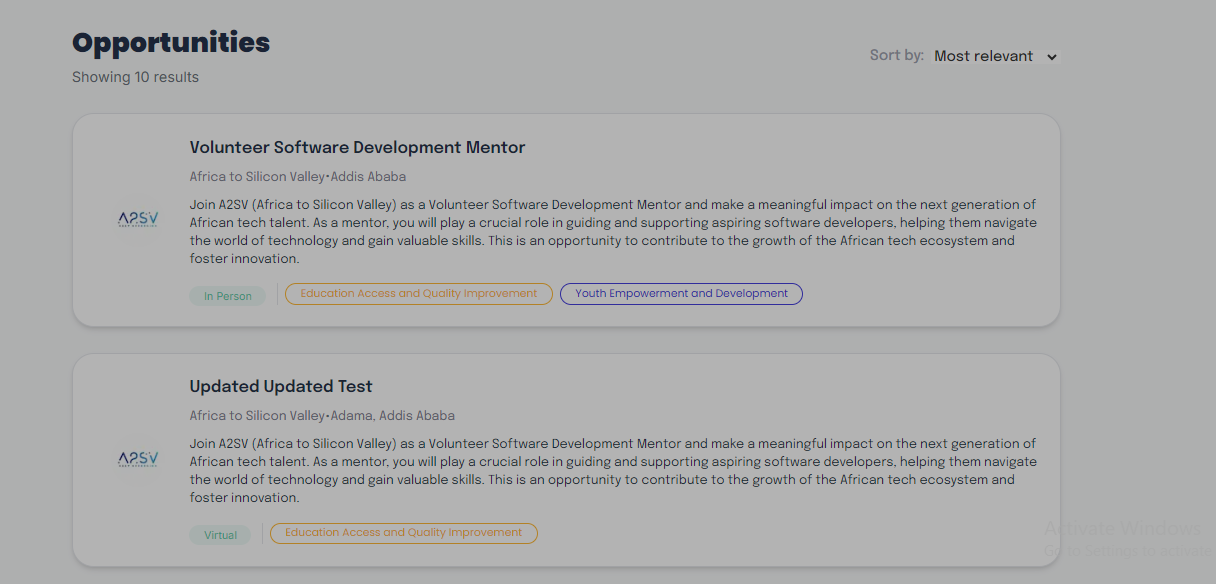 Opportunities
Showing 10 results
Sort by: Most relevant
Volunteer Software Development Mentor
Africa to Silicon Valley•Addis Ababa
Join A2SV (Africa to Silicon Valley) as a Volunteer Software Development Mentor and make a meaningful impact on the next generation of
African tech talent. As a mentor, you will play a crucial role in guiding and supporting aspiring software developers, helping them navigate
the world of technology and gain valuable skills. This is an opportunity to contribute to the growth of the African tech ecosystem and
foster innovation.
A2SV
In Person
Education Access and Quality Improvement
Youth Empowerment and Development
Updated Updated Test
Africa to Silicon Valley•Adama, Addis Ababa
Join A2SV (Africa to Silicon Valley) as a Volunteer Software Development Mentor and make a meaningful impact on the next generation of
African tech talent. As a mentor, you will play a crucial role in guiding and supporting aspiring software developers, helping them navigate
the world of technology and gain valuable skills. This is an opportunity to contribute to the growth of the African tech ecosystem and
foster innovation.
A2SV
Virtual
Education Access and Quality Improvement
Activate Windows
Go to Settings to activate